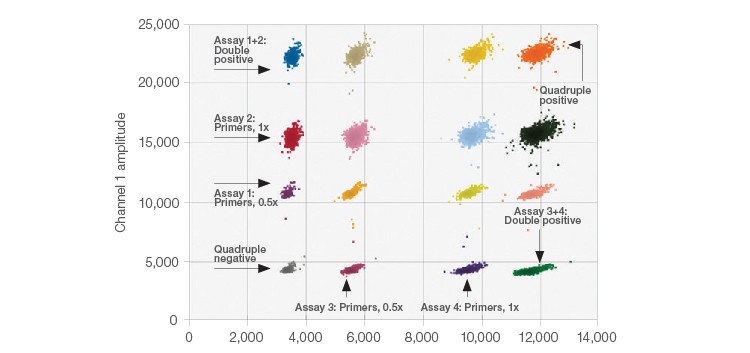 25,000
20,000
15,000
10,000
5,000
0
Channel 1 amplitude
Assay 1+2:
Double
positive
Quadruple
positive
Assay 2:
Primers, 1x
Assay 1:
Primers, 0.5x
Assay 3+4:
Double positive
Quadruple
negative
Assay 3: Primers, 0.5x
Assay 4: Primers, 1x
0
2,000
4,000
6,000
8,000
10,000
12,000
14,000